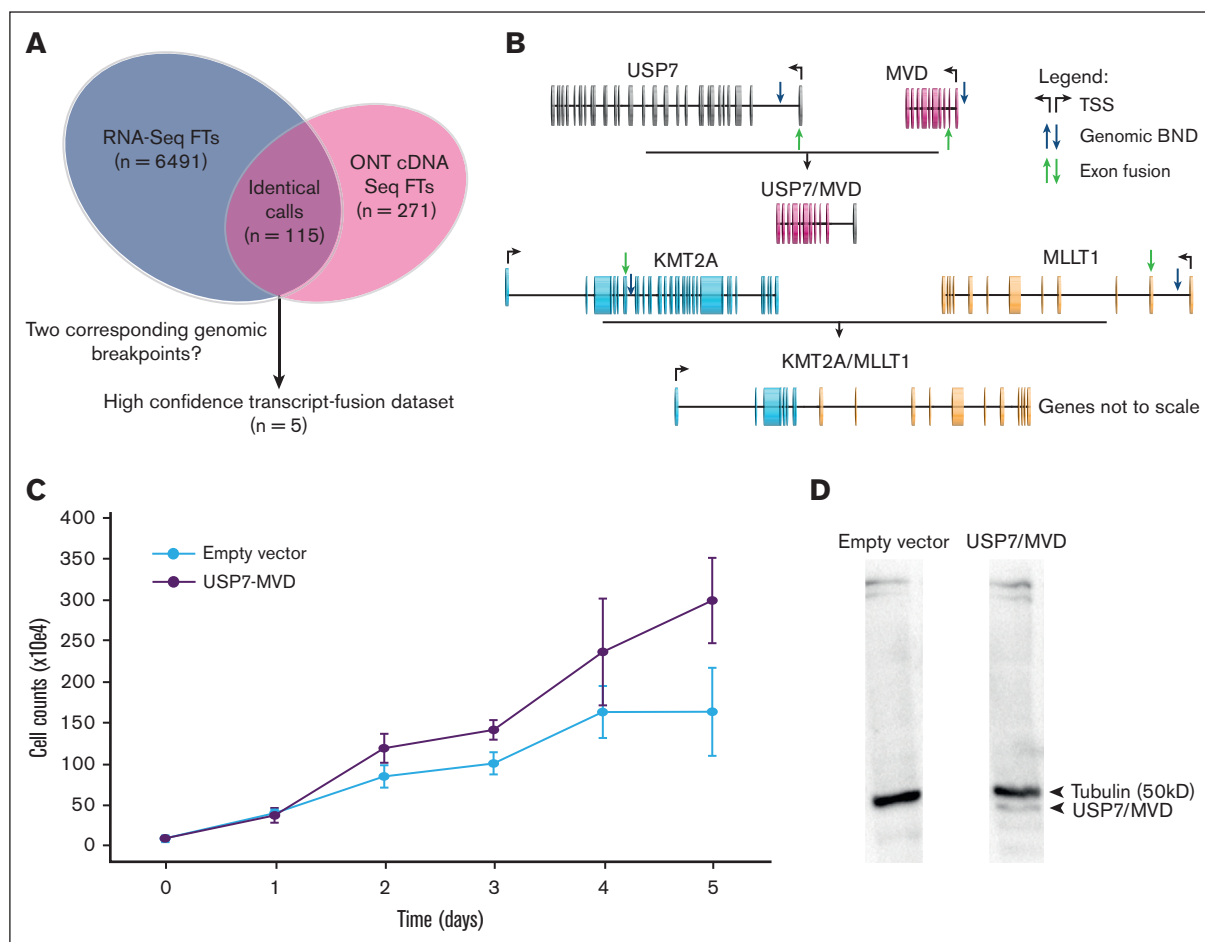 A
RNA-Seq FTs
(n = 6491)
Identical
calls
(n = 115)
ONT cDNA
Seq FTs
(n = 271)
Two corresponding genomic
breakpoints?
High confidence transcript-fusion dataset
(n = 5)
B
USP7
MVD
USP7/MVD
KMT2A
MLLT1
KMT2A/MLLT1
Genes not to scale
Legend:
TSS
Genomic BND
Exon fusion
C
Cell counts (x10e4)
400
350
300
250
200
150
100
50
0
Empty vector
USP7-MVD
0 1 2 3 4 5
Time (days)
D
Empty vector USP7/MVD
Tubulin (50kD)
USP7/MVD